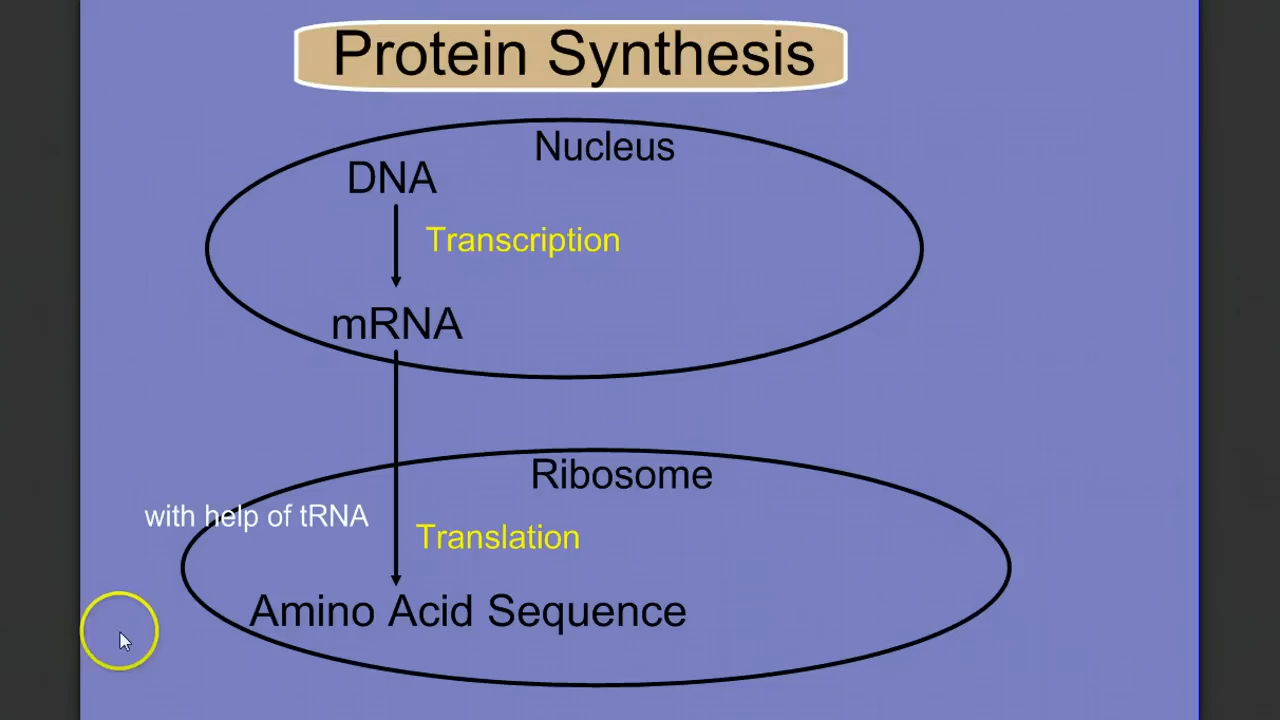 Protein Synthesis
Nucleus
DNA
Transcription
mRNA
Ribosome
with help of tRNA
Translation
Amino Acid Sequence